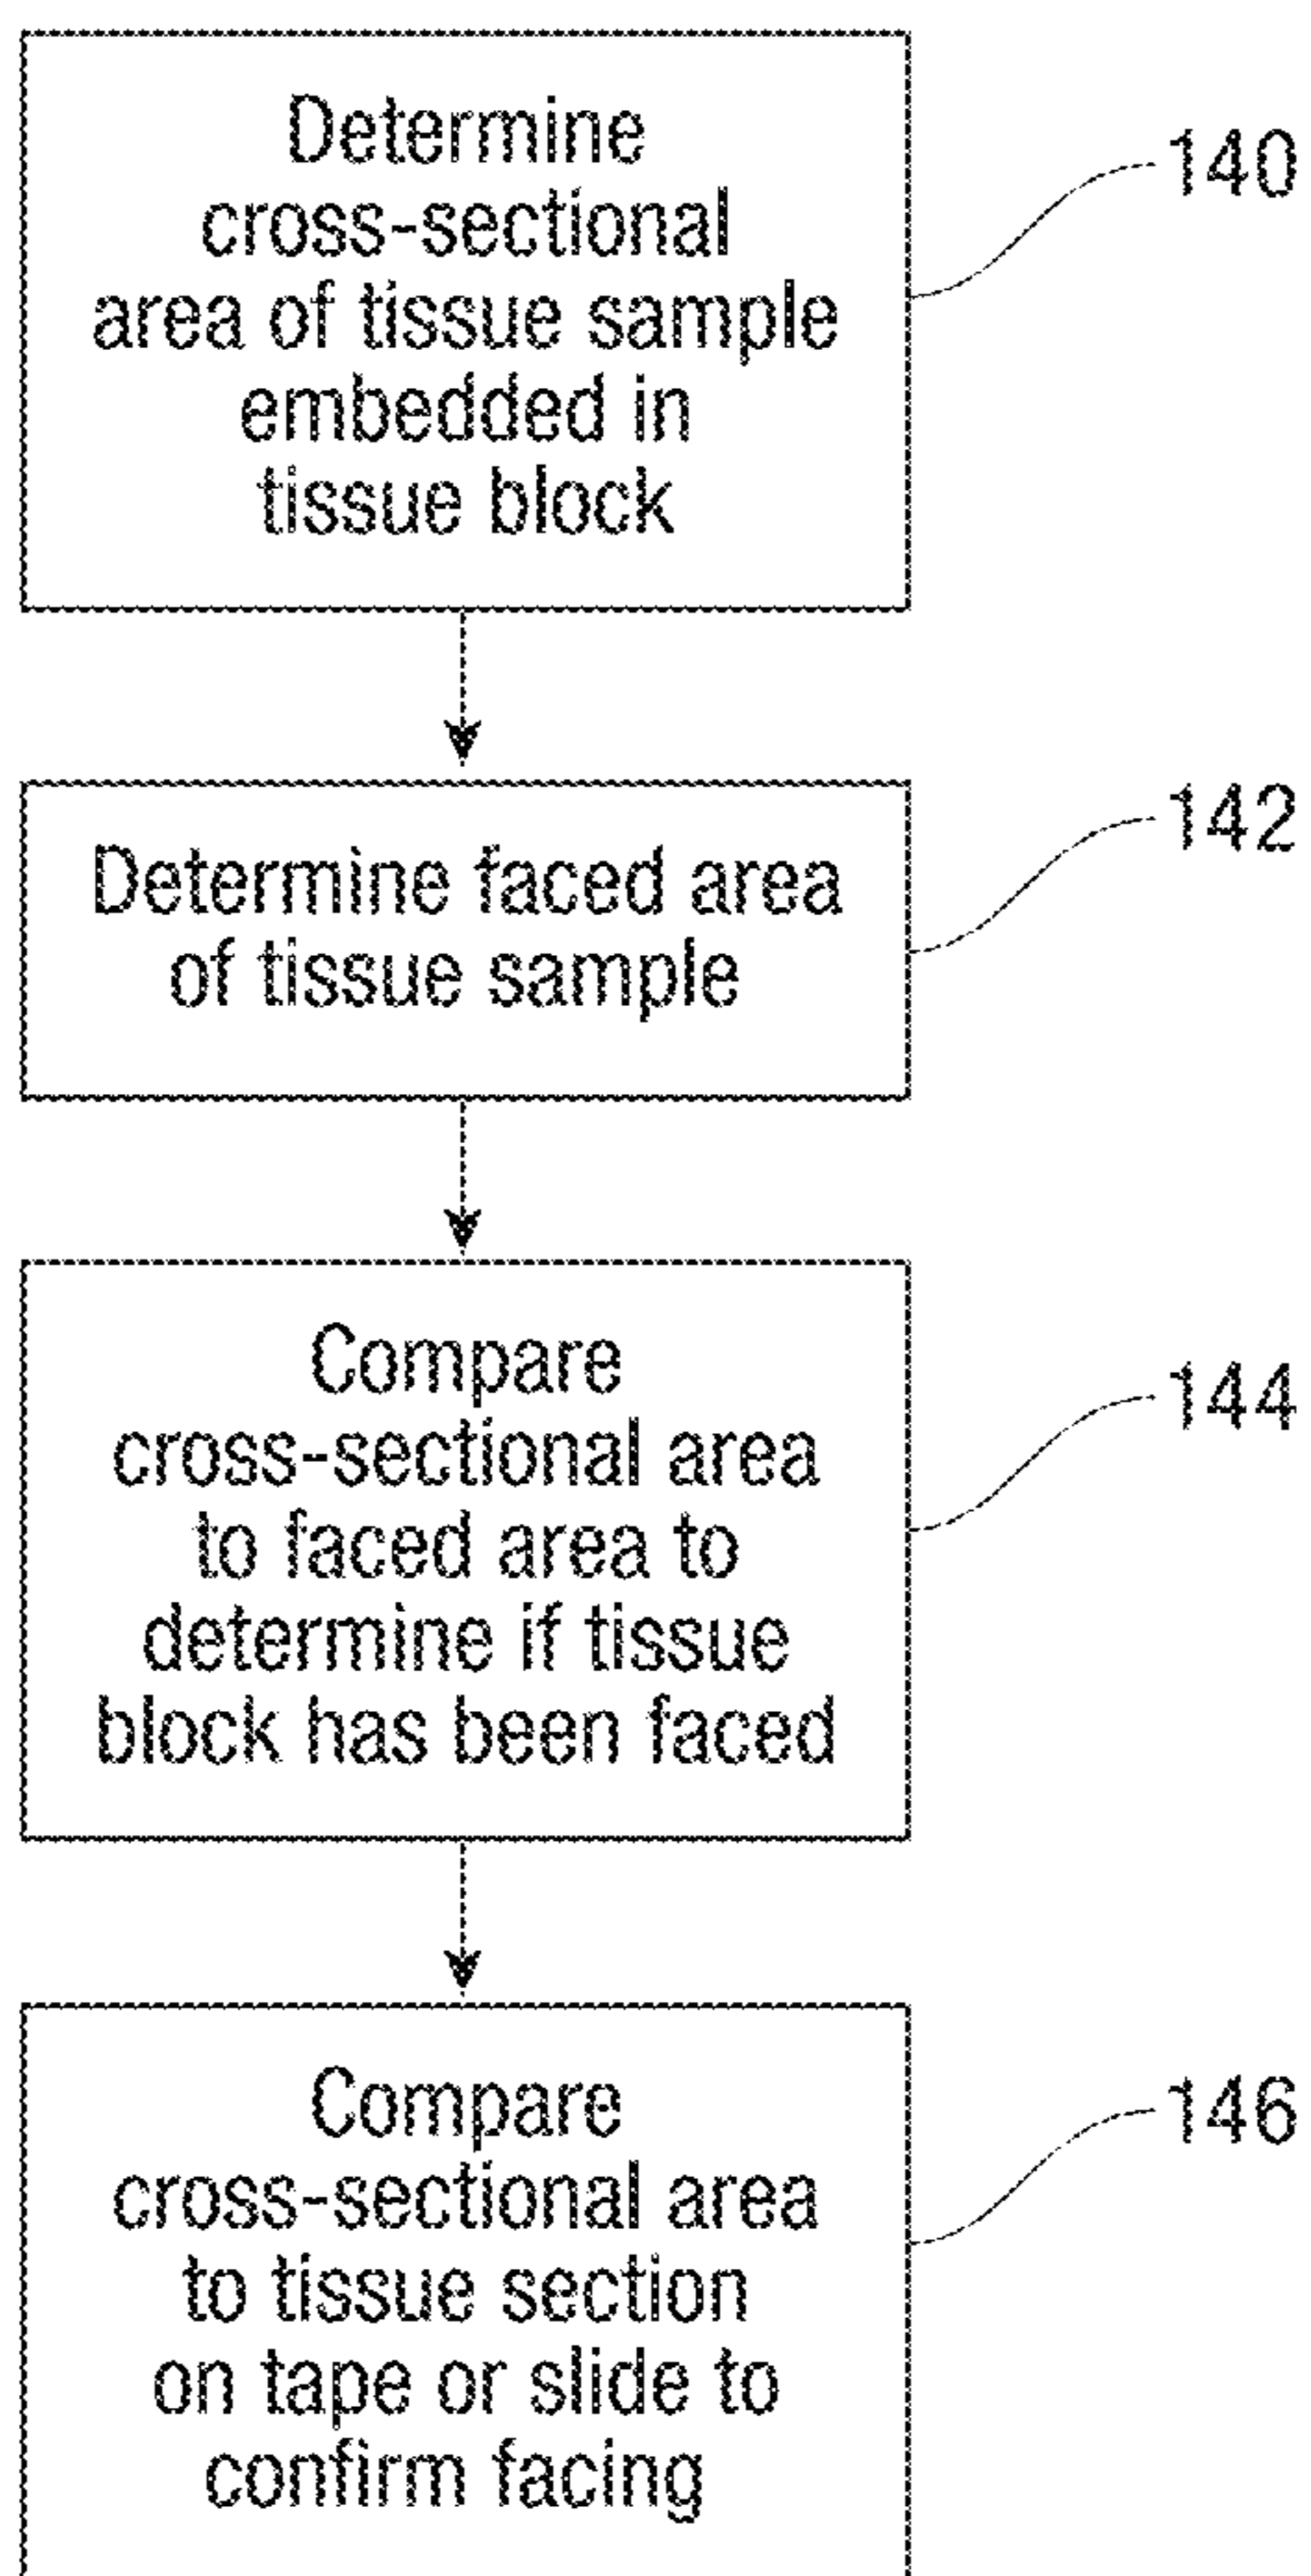 Determine
cross-sectional
area of tissue sample
embedded in
tissue block
140
Determine faced area
of tissue sample
142
Compare
cross-sectional area
to faced area to
determine if tissue
block has been faced
144
Compare
cross-sectional area
to tissue section
on tape or slide to
confirm facing
146